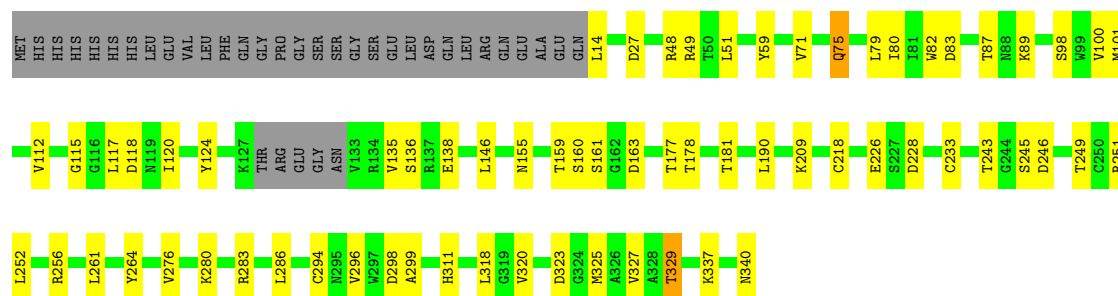 MET HIS HIS HIS HIS HIS HIS LEU GLU VAL LEU PHE GLN GLY PRO GLY SER SER GLY SER GLU LEU ASP GLN LEU ARG GLN GLU ALA GLU GLN L14 D27 R48 R49 T50 L51 Y59 V71 Q75 L79 I80 I81 W82 D83 T87 N88 K89 S98 W99 V100 M101
V112 G115 G116 L117 D118 N119 I120 Y124 K127 THR ARG GLU GLY ASN V133 R134 V135 S136 R137 E138 L146 N155 T159 S160 S161 G162 D163 T177 T178 T181 L190 K209 C218 E226 S227 D228 C233 T243 G244 S245 D246 T249 C250 R251
L252 R256 L261 Y264 V276 K280 R283 L286 C294 N295 V296 W297 D298 A299 H311 L318 G319 V320 D323 G324 M325 A326 V327 A328 T329 K337 N340